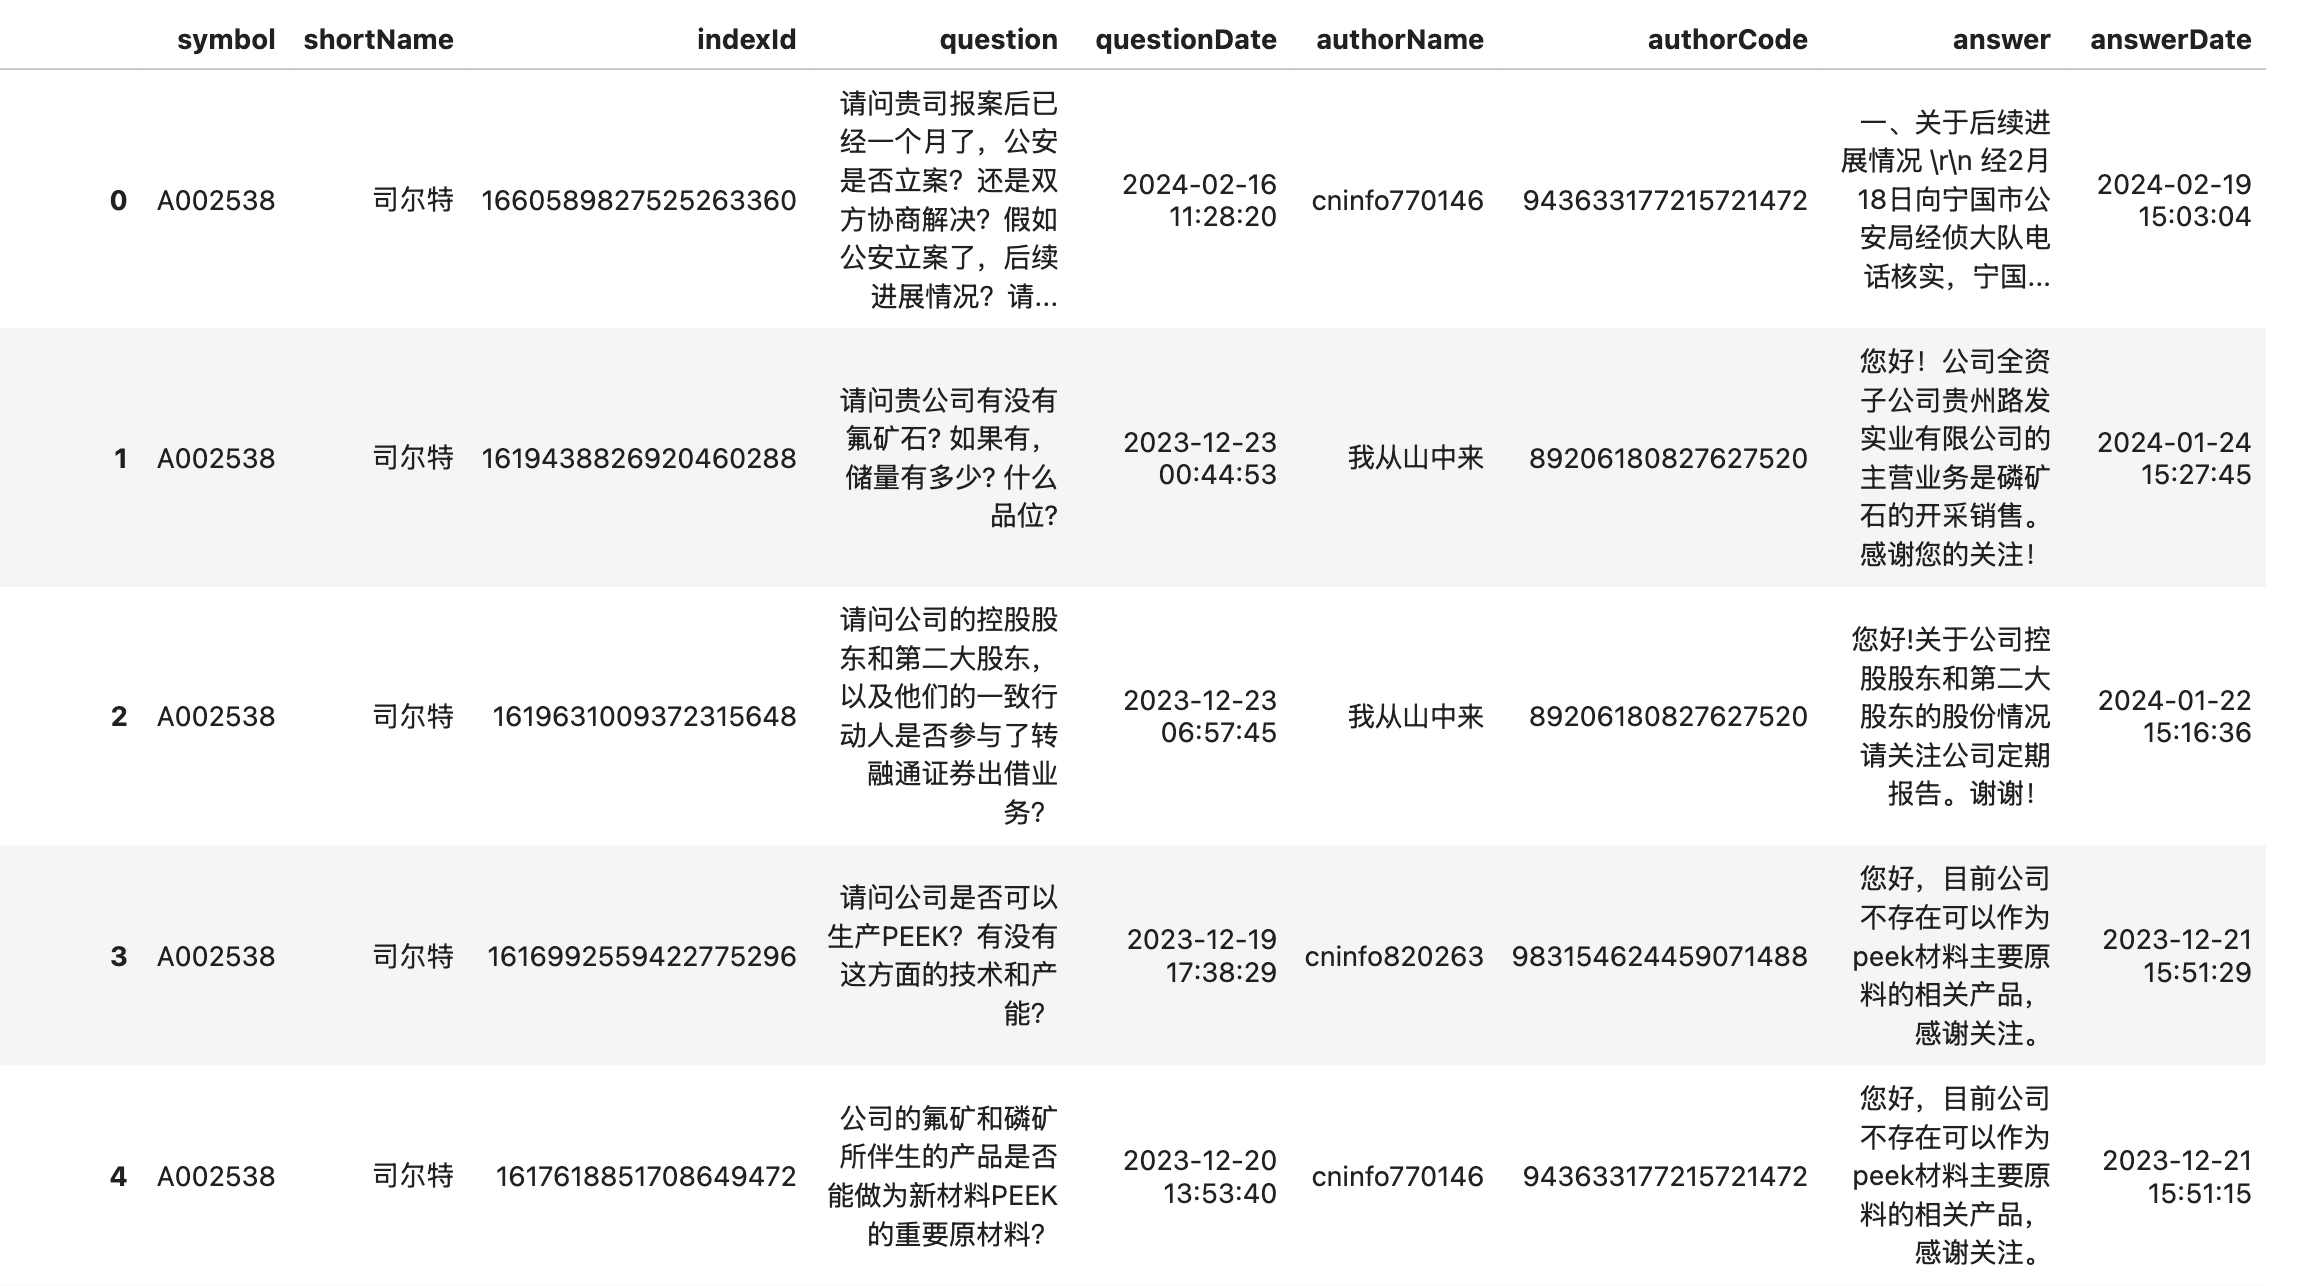 symbol shortName indexId question questionDate authorName authorCode answer answerDate
0 A002538 司尔特 1660589827525263360
请问贵司报案后已
经一个月了，公安
是否立案？还是双
方协商解决？假如
公安立案了，后续
进展情况？请...
2024-02-16
11:28:20
cninfo770146 943633177215721472
一、关于后续进
展情况 \r\n 经2月
18日向宁国市公
安局经侦大队电
话核实，宁国...
2024-02-19
15:03:04
1 A002538 司尔特 1619438826920460288
请问贵公司有没有
氟矿石? 如果有，
储量有多少? 什么
品位?
2023-12-23
00:44:53
我从山中来 89206180827627520
您好！公司全资
子公司贵州路发
实业有限公司的
主营业务是磷矿
石的开采销售。
感谢您的关注！
2024-01-24
15:27:45
2 A002538 司尔特 1619631009372315648
请问公司的控股股
东和第二大股东，
以及他们的一致行
动人是否参与了转
融通证券出借业
务？
2023-12-23
06:57:45
我从山中来 89206180827627520
您好!关于公司控
股股东和第二大
股东的股份情况
请关注公司定期
报告。谢谢！
2024-01-22
15:16:36
3 A002538 司尔特 1616992559422775296
请问公司是否可以
生产PEEK？有没有
这方面的技术和产
能？
2023-12-19
17:38:29
cninfo820263 983154624459071488
您好，目前公司
不存在可以作为
peek材料主要原
料的相关产品，
感谢关注。
2023-12-21
15:51:29
4 A002538 司尔特 1617618851708649472
公司的氟矿和磷矿
所伴生的产品是否
能做为新材料PEEK
的重要原材料？
2023-12-20
13:53:40
cninfo770146 943633177215721472
您好，目前公司
不存在可以作为
peek材料主要原
料的相关产品，
感谢关注。
2023-12-21
15:51:15